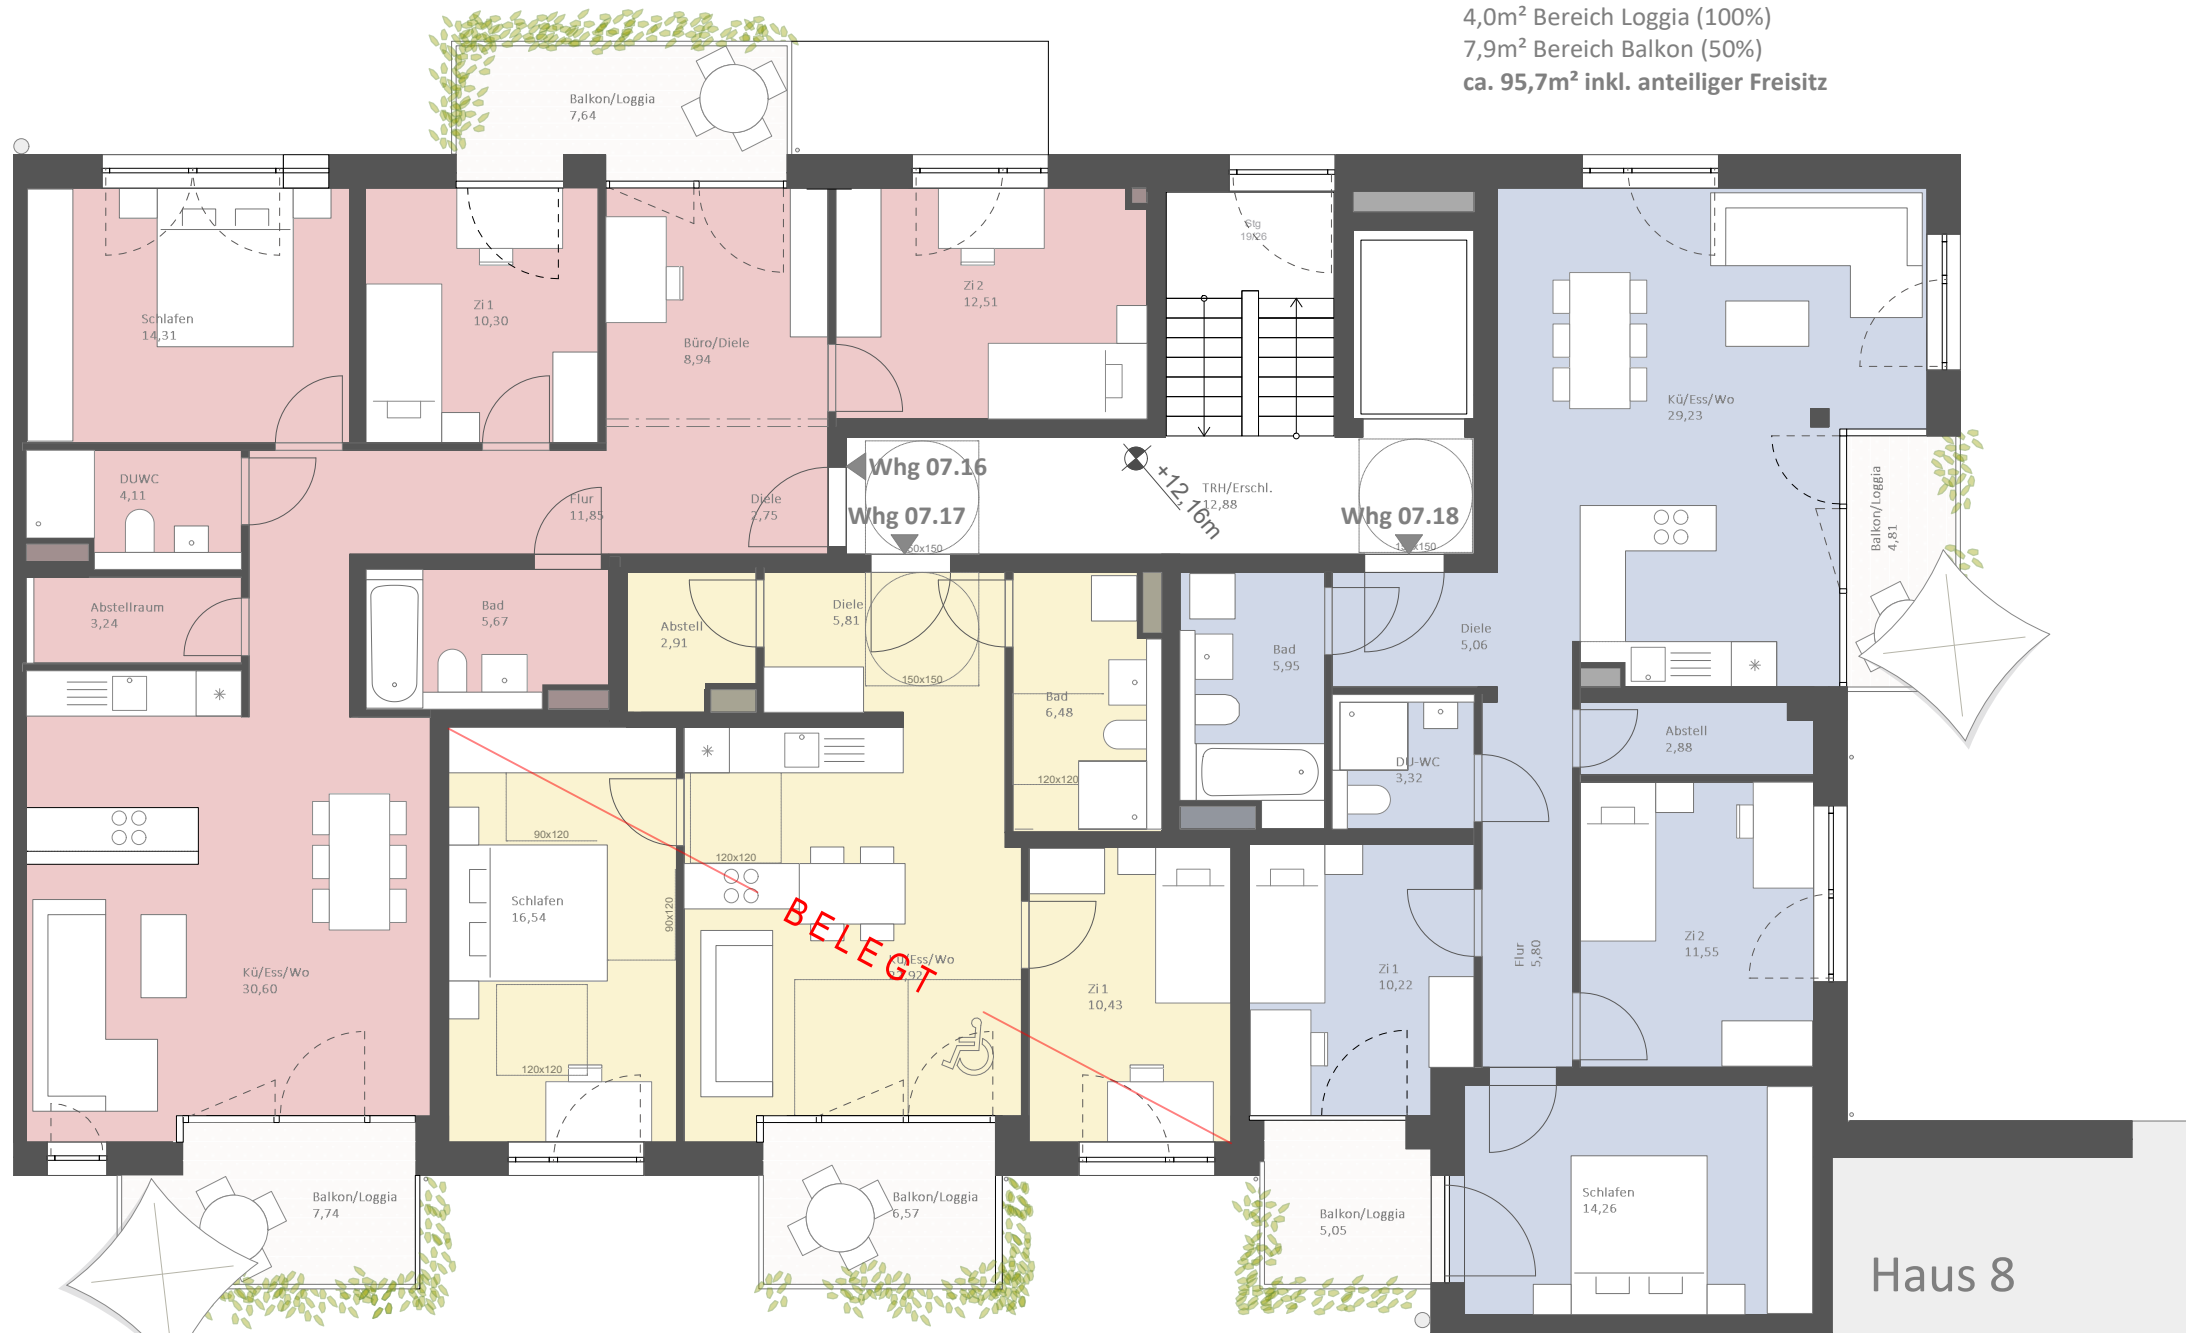 4,0m² Bereich Loggia (100%)
7,9m² Bereich Balkon (50%)
ca. 95,7m² inkl. anteiliger Freisitz
Balkon/Loggia
7,64
Stg
19/26
Schlafen
14,31
Zi 1
10,30
Büro/Diele
8,94
Zi 2
12,51
Kü/Ess/Wo
29,23
DUWC
4,11
Flur
11,85
Diele
2,75
Whg 07.16
Whg 07.17
150x150
+12,16m
TRH/Erschl.
12,88
Whg 07.18
150x150
Balkon/Loggia
4,81
Abstellraum
3,24
Bad
5,67
Abstell
2,91
Diele
5,81
150x150
Bad
6,48
120x120
Bad
5,95
Diele
5,06
DU-WC
3,32
Abstell
2,88
90x120
120x120
90x120
Schlafen
16,54
120x120
BELEGT
Kü/Ess/Wo
Kü/Ess/Wo
30,60
Zi 1
10,43
Zi 1
10,22
Flur
5,80
Zi 2
11,55
Balkon/Loggia
7,74
Balkon/Loggia
6,57
Balkon/Loggia
5,05
Schlafen
14,26
Haus 8